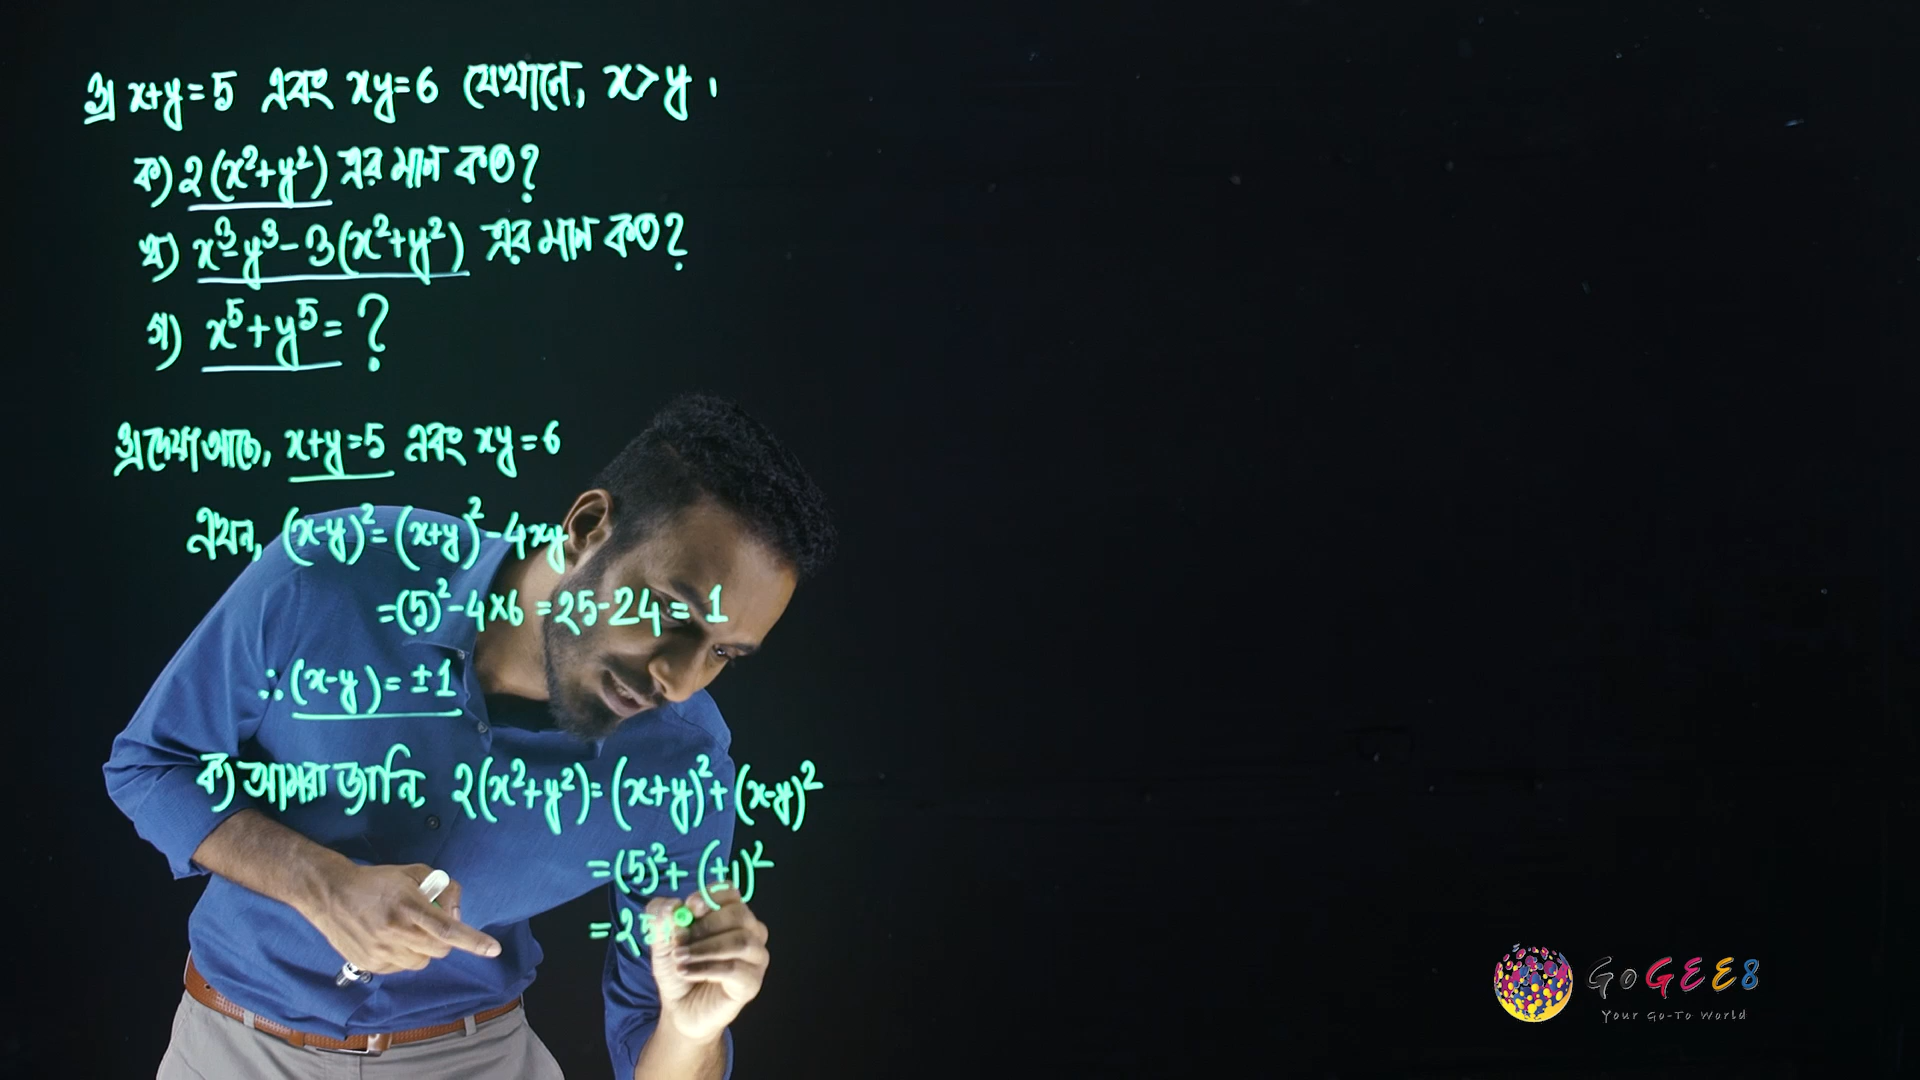 প্র x+y=5 এবং xy=6 যেখানে, x>y ।
ক) 2(x²+y²) এর মান কত?
খ) x³-y³-3(x²+y²) এর মান কত?
গ) x⁵+y⁵= ?
দেয়া আছে, x+y=5 এবং xy=6
এখন, (x-y)²=(x+y)²-4xy
=(5)²-4×6 =25-24= 1
∴(x-y)=±1
ক) আমরা জানি, 2(x²+y²)=(x+y)²+(x-y)²
=(5)²+(±1)²
=25+
GoGEE8
Your Go-To World